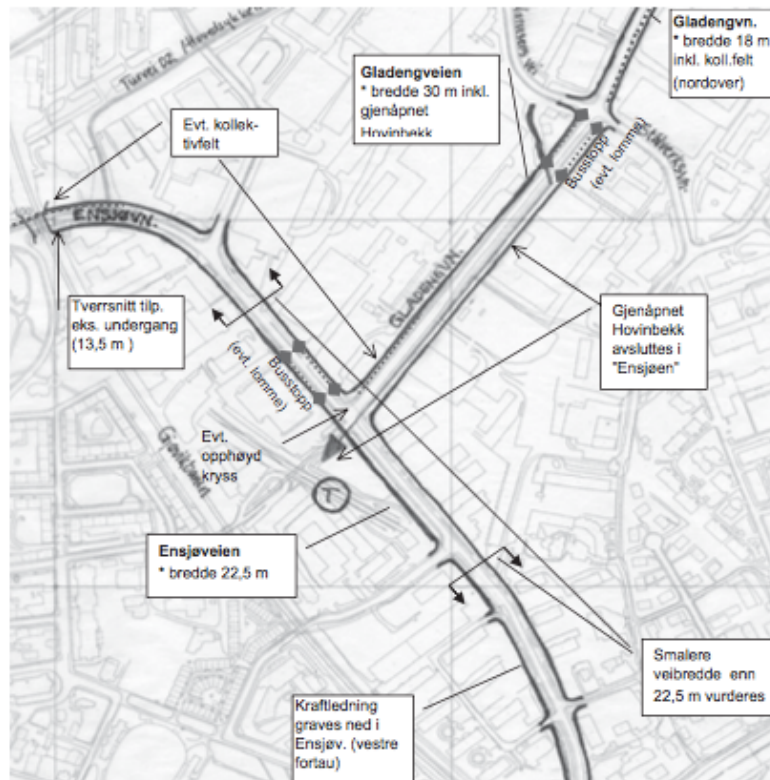 Gladengvn.
* bredde 18 m
inkl. koll.felt
(nordover)
Gladengveien
* bredde 30 m inkl.
gjenåpnet
Hovinbekk
Evt. kollek-
tivfelt
Busstopp
(evt. lomme)
ENSJØVN.
GLADENGVN.
Tverrsnitt tilp.
eks. undergang
(13,5 m )
Gjenåpnet
Hovinbekk
avsluttes i
"Ensjøen"
Busstopp
(evt. lomme)
Evt.
opphøyd
kryss
T
Ensjøveien
* bredde 22,5 m
Smalere
veibredde enn
22,5 m vurderes
Kraftledning
graves ned i
Ensjøv. (vestre
fortau)